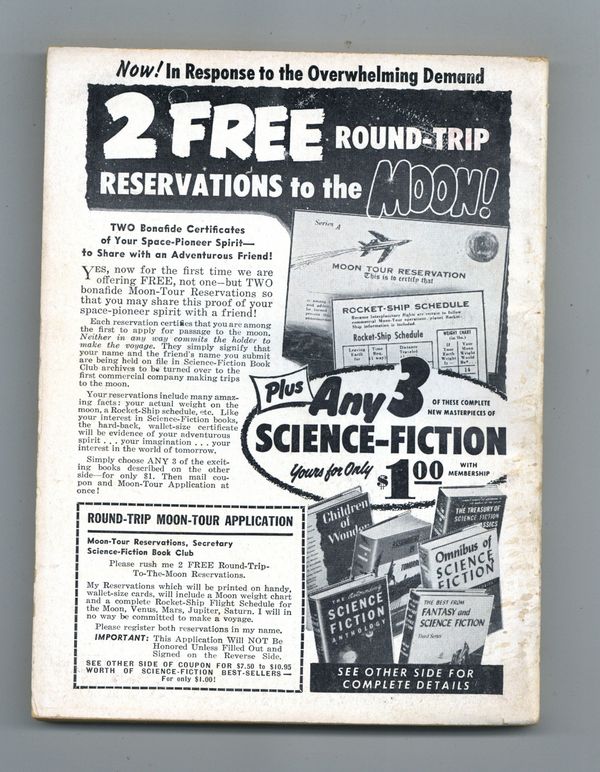 Now! In Response to the Overwhelming Demand
2 FREE ROUND-TRIP
RESERVATIONS to the MOON!
TWO Bonafide Certificates
of Your Space-Pioneer Spirit—
to Share with an Adventurous Friend!
YES, now for the first time we are
offering FREE, not one—but TWO
bonafide Moon-Tour Reservations so
that you may share this proof of your
space-pioneer spirit with a friend!
Each reservation certifies that you are among
the first to apply for passage to the moon.
Neither in any way commits the holder to
make the voyage. They simply signify that
your name and the friend's name you submit
are being held on file in Science-Fiction Book
Club archives to be turned over to the
first commercial company making trips
to the moon.
Your reservations include many amaz-
ing facts: your actual weight on the
moon, a Rocket-Ship schedule, etc. Like
your interest in Science-Fiction books,
the hard-back, wallet-size certificate
will be evidence of your adventurous
spirit . . . your imagination . . . your
interest in the world of tomorrow.
Simply choose ANY 3 of the excit-
ing books described on the other
side—for only $1. Then mail cou-
pon and Moon-Tour Application at
once!
Series A
MOON TOUR RESERVATION
This is to certify that
ROCKET-SHIP SCHEDULE
Rocket-Ship Schedule
WEIGHT CHART
Plus Any 3 OF THESE COMPLETE
NEW MASTERPIECES OF
SCIENCE-FICTION
Yours for Only $1.00 WITH
MEMBERSHIP
Children
of
Wonder
THE TREASURY OF
SCIENCE FICTION
Omnibus of
SCIENCE
FICTION
The Astounding
SCIENCE
FICTION
ANTHOLOGY
THE BEST FROM
FANTASY and
SCIENCE
FICTION
Third Series
SEE OTHER SIDE FOR
COMPLETE DETAILS
ROUND-TRIP MOON-TOUR APPLICATION
Moon-Tour Reservations, Secretary
Science-Fiction Book Club
Please rush me 2 FREE Round-Trip-
To-The-Moon Reservations.
My Reservations which will be printed on handy,
wallet-size cards, will include a Moon weight chart
and a complete Rocket-Ship Flight Schedule for
the Moon, Venus, Mars, Jupiter, Saturn. I will in
no way be committed to make a voyage.
Please register both reservations in my name.
IMPORTANT: This Application Will NOT Be
Honored Unless Filled Out and
Signed on the Reverse Side.
SEE OTHER SIDE OF COUPON FOR $7.50 to $10.95
WORTH OF SCIENCE-FICTION BEST-SELLERS—
For only $1.00!